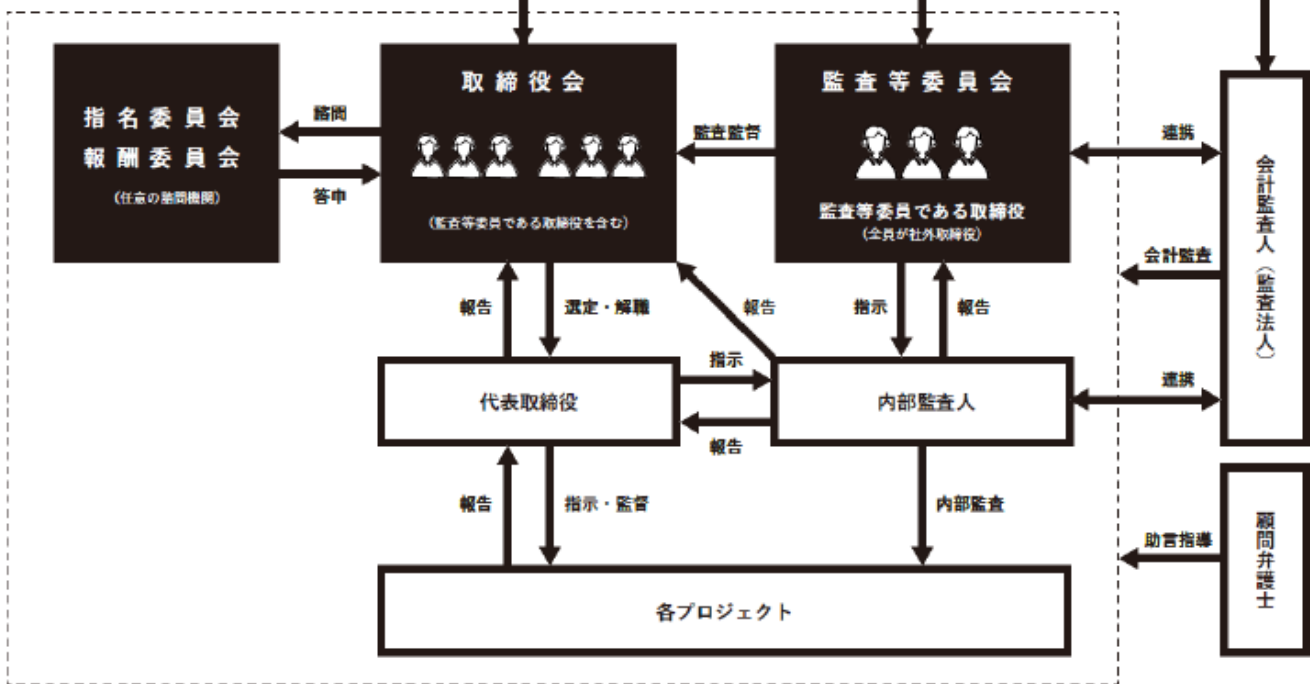 指名委員会
報酬委員会
(任意の諮問機関)
諮問
答申
取締役会
(監査等委員である取締役を含む)
監査監督
監査等委員会
監査等委員である取締役
(全員が社外取締役)
連携
会計監査
連携
会計監査人(監査法人)
報告
選定・解職
報告
指示
報告
代表取締役
指示
報告
内部監査人
報告
指示・監督
内部監査
各プロジェクト
助言指導
顧問弁護士